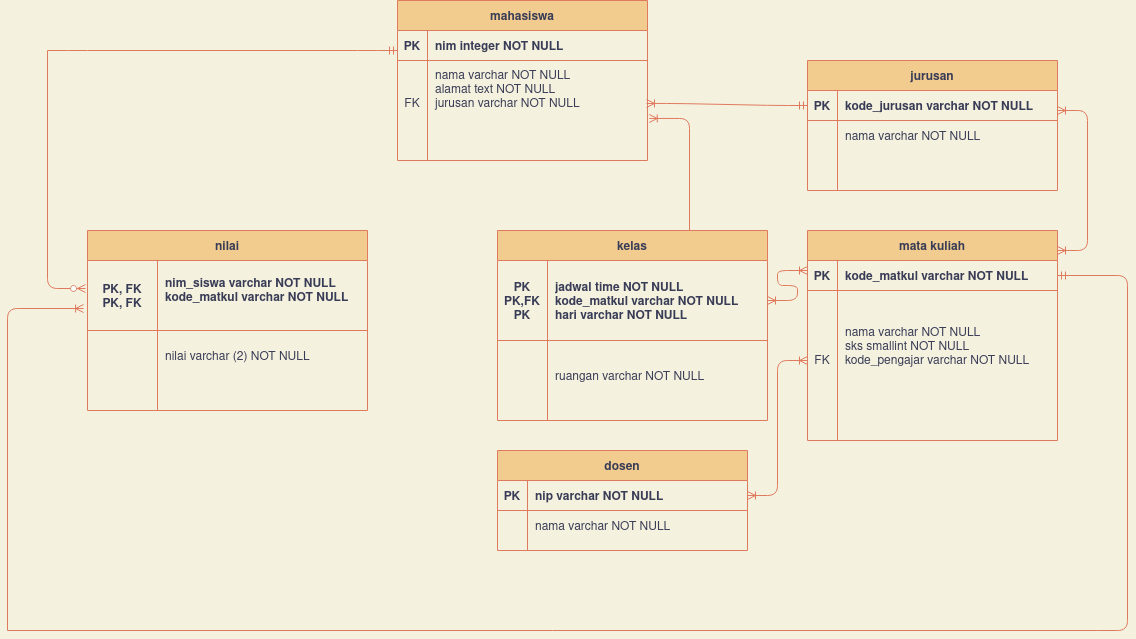 mahasiswa
PK nim integer NOT NULL
nama varchar NOT NULL
alamat text NOT NULL
FK jurusan varchar NOT NULL
jurusan
PK kode_jurusan varchar NOT NULL
nama varchar NOT NULL
nilai
PK, FK nim_siswa varchar NOT NULL
PK, FK kode_matkul varchar NOT NULL
nilai varchar (2) NOT NULL
kelas
PK jadwal time NOT NULL
PK,FK kode_matkul varchar NOT NULL
PK hari varchar NOT NULL
ruangan varchar NOT NULL
mata kuliah
PK kode_matkul varchar NOT NULL
nama varchar NOT NULL
sks smallint NOT NULL
FK kode_pengajar varchar NOT NULL
dosen
PK nip varchar NOT NULL
nama varchar NOT NULL